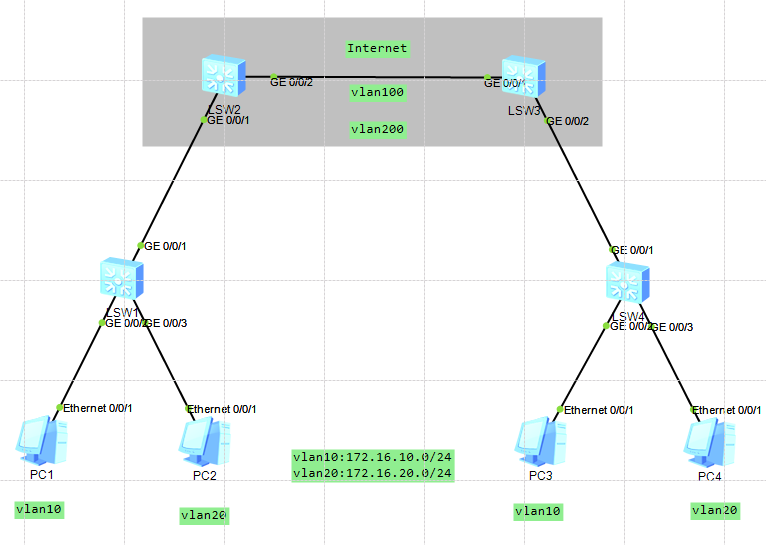 Internet
GE 0/0/2
GE 0/0/1
vlan100
LSW2
LSW3
GE 0/0/1
GE 0/0/2
vlan200
GE 0/0/1
GE 0/0/1
LSW1
LSW4
GE 0/0/2
GE 0/0/3
GE 0/0/2
GE 0/0/3
Ethernet 0/0/1
Ethernet 0/0/1
Ethernet 0/0/1
Ethernet 0/0/1
vlan10:172.16.10.0/24
vlan20:172.16.20.0/24
PC1
PC2
PC3
PC4
vlan10
vlan20
vlan10
vlan20